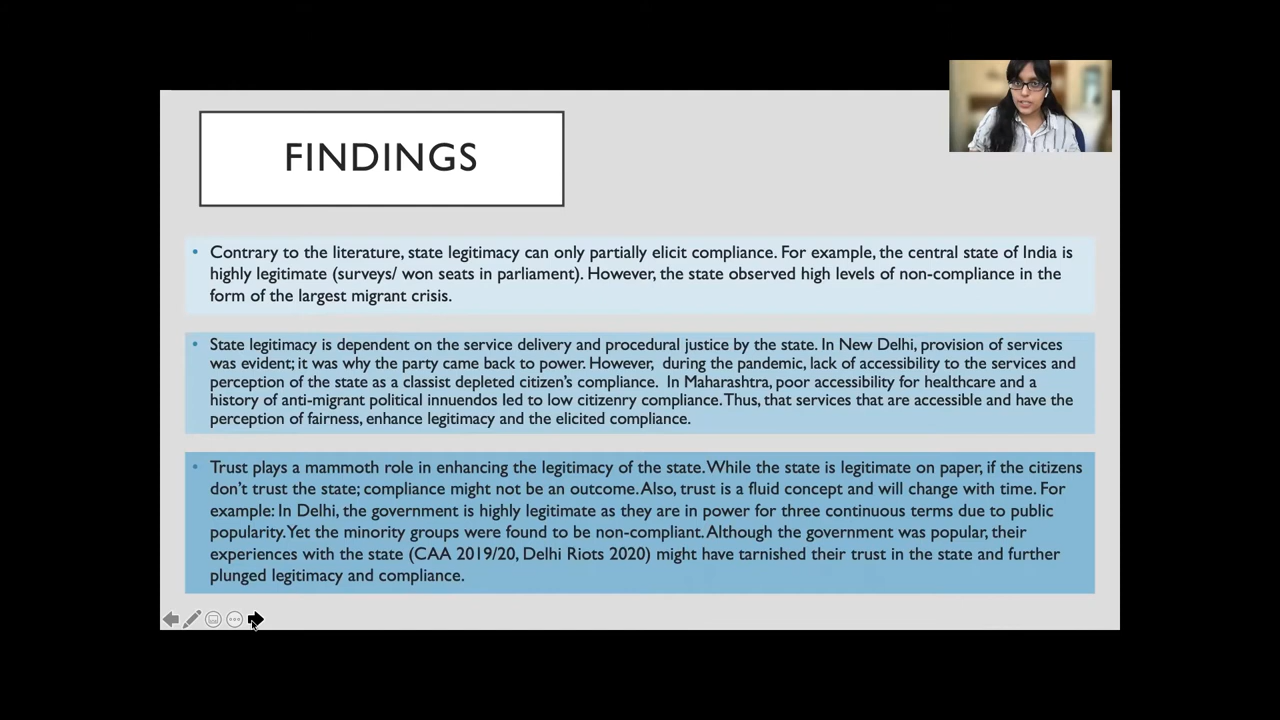 FINDINGS
• Contrary to the literature, state legitimacy can only partially elicit compliance. For example, the central state of India is
highly legitimate (surveys/ won seats in parliament). However, the state observed high levels of non-compliance in the
form of the largest migrant crisis.
• State legitimacy is dependent on the service delivery and procedural justice by the state. In New Delhi, provision of services
was evident; it was why the party came back to power. However, during the pandemic, lack of accessibility to the services and
perception of the state as a classist depleted citizen's compliance. In Maharashtra, poor accessibility for healthcare and a
history of anti-migrant political innuendos led to low citizenry compliance. Thus, that services that are accessible and have the
perception of fairness, enhance legitimacy and the elicited compliance.
• Trust plays a mammoth role in enhancing the legitimacy of the state. While the state is legitimate on paper, if the citizens
don't trust the state; compliance might not be an outcome. Also, trust is a fluid concept and will change with time. For
example: In Delhi, the government is highly legitimate as they are in power for three continuous terms due to public
popularity. Yet the minority groups were found to be non-compliant. Although the government was popular, their
experiences with the state (CAA 2019/20, Delhi Riots 2020) might have tarnished their trust in the state and further
plunged legitimacy and compliance.